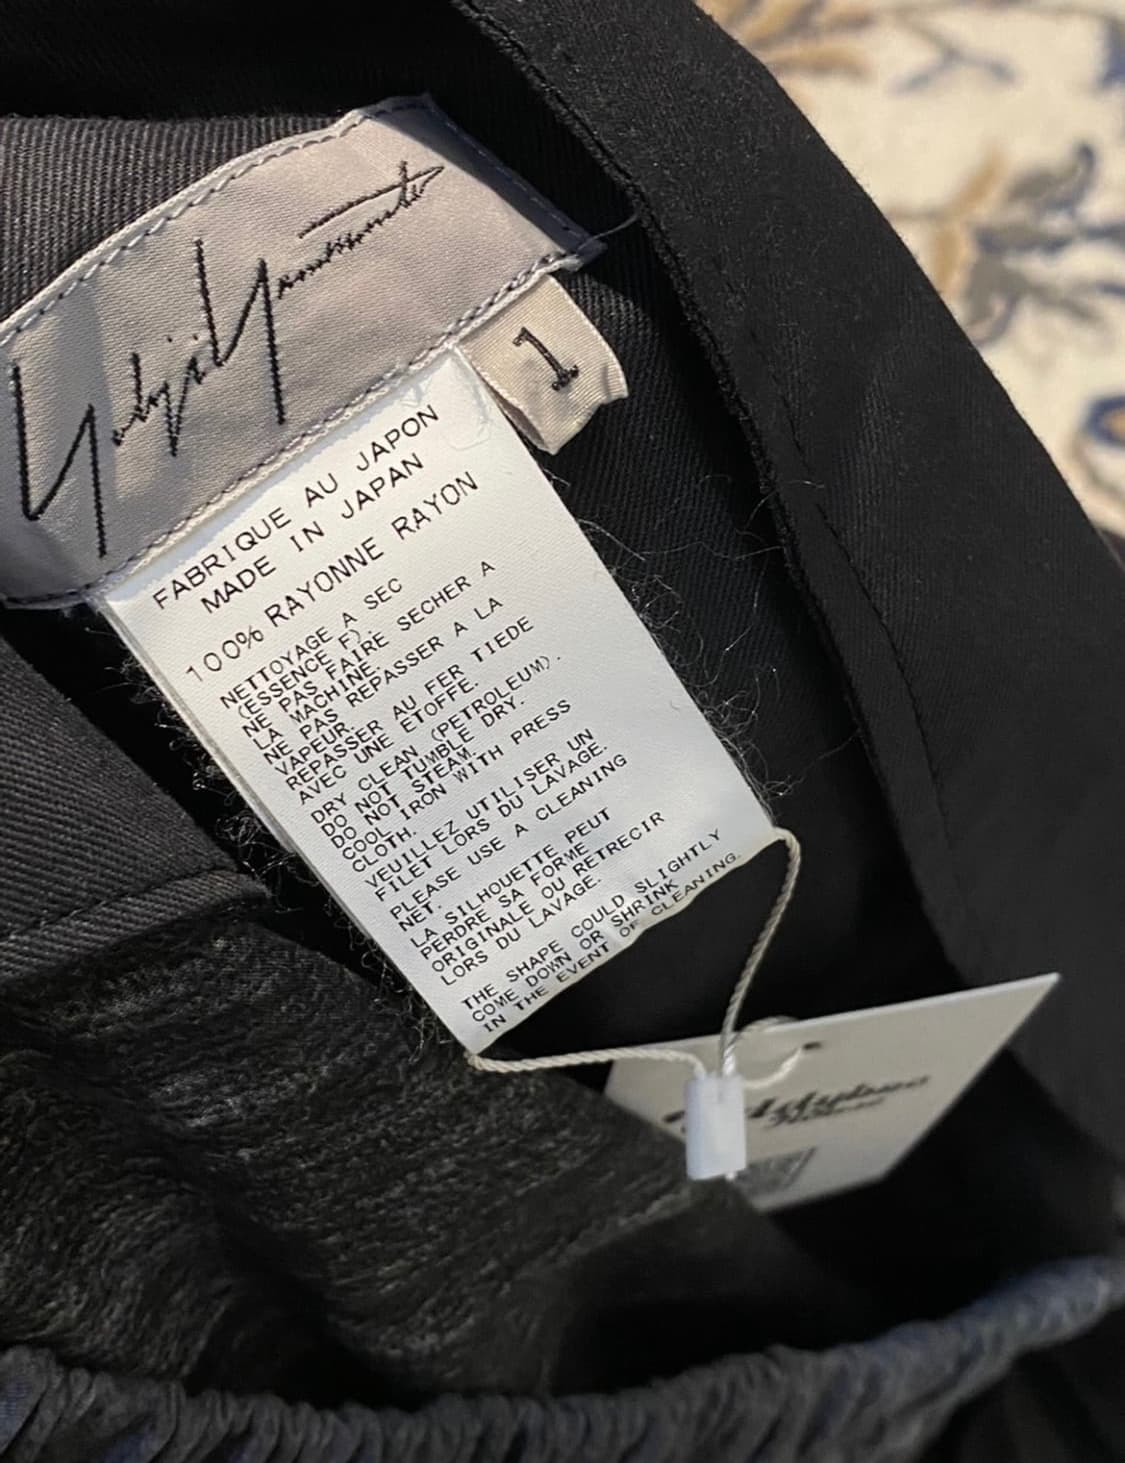 Yohji Yamamoto
1
FABRIQUE AU JAPON
MADE IN JAPAN
100% RAYONNE RAYON
NETTOYAGE A SEC
(ESSENCE F).
NE PAS FAIRE SECHER A
LA MACHINE.
NE PAS REPASSER A LA
VAPEUR.
REPASSER AU FER TIEDE
AVEC UNE ETOFFE.
DRY CLEAN (PETROLEUM).
DO NOT TUMBLE DRY.
DO NOT STEAM.
COOL IRON WITH PRESS
CLOTH.
VEUILLEZ UTILISER UN
FILET LORS DU LAVAGE.
PLEASE USE A CLEANING
NET.
LA SILHOUETTE PEUT
PERDRE SA FORME
ORIGINALE OU RETRECIR
LORS DU LAVAGE.
THE SHAPE COULD SLIGHTLY
COME DOWN OR SHRINK
IN THE EVENT OF CLEANING.